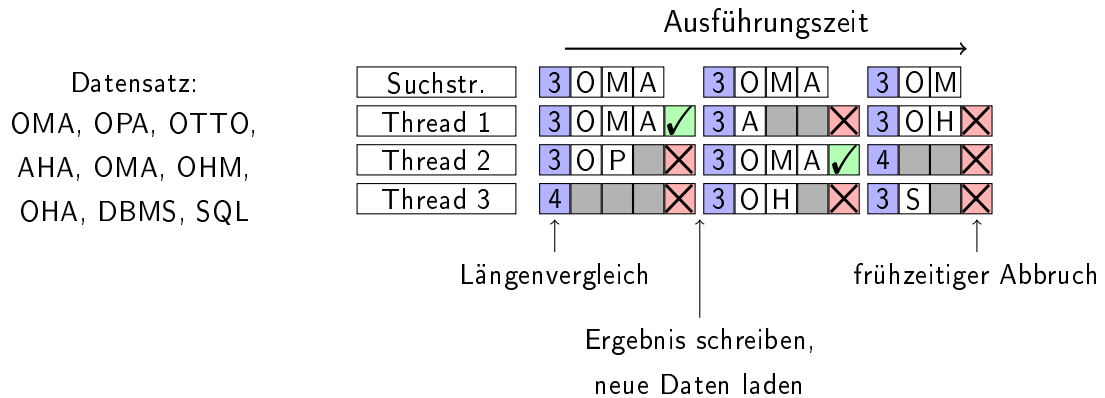 Ausführungszeit
Datensatz:
OMA, OPA, OTTO,
AHA, OMA, OHM,
OHA, DBMS, SQL
Suchstr. 3 O M A 3 O M A 3 O M
Thread 1 3 O M A ✓ 3 A ✗ 3 O H ✗
Thread 2 3 O P ✗ 3 O M A ✓ 4 ✗
Thread 3 4 ✗ 3 O H ✗ 3 S ✗
Längenvergleich
frühzeitiger Abbruch
Ergebnis schreiben,
neue Daten laden